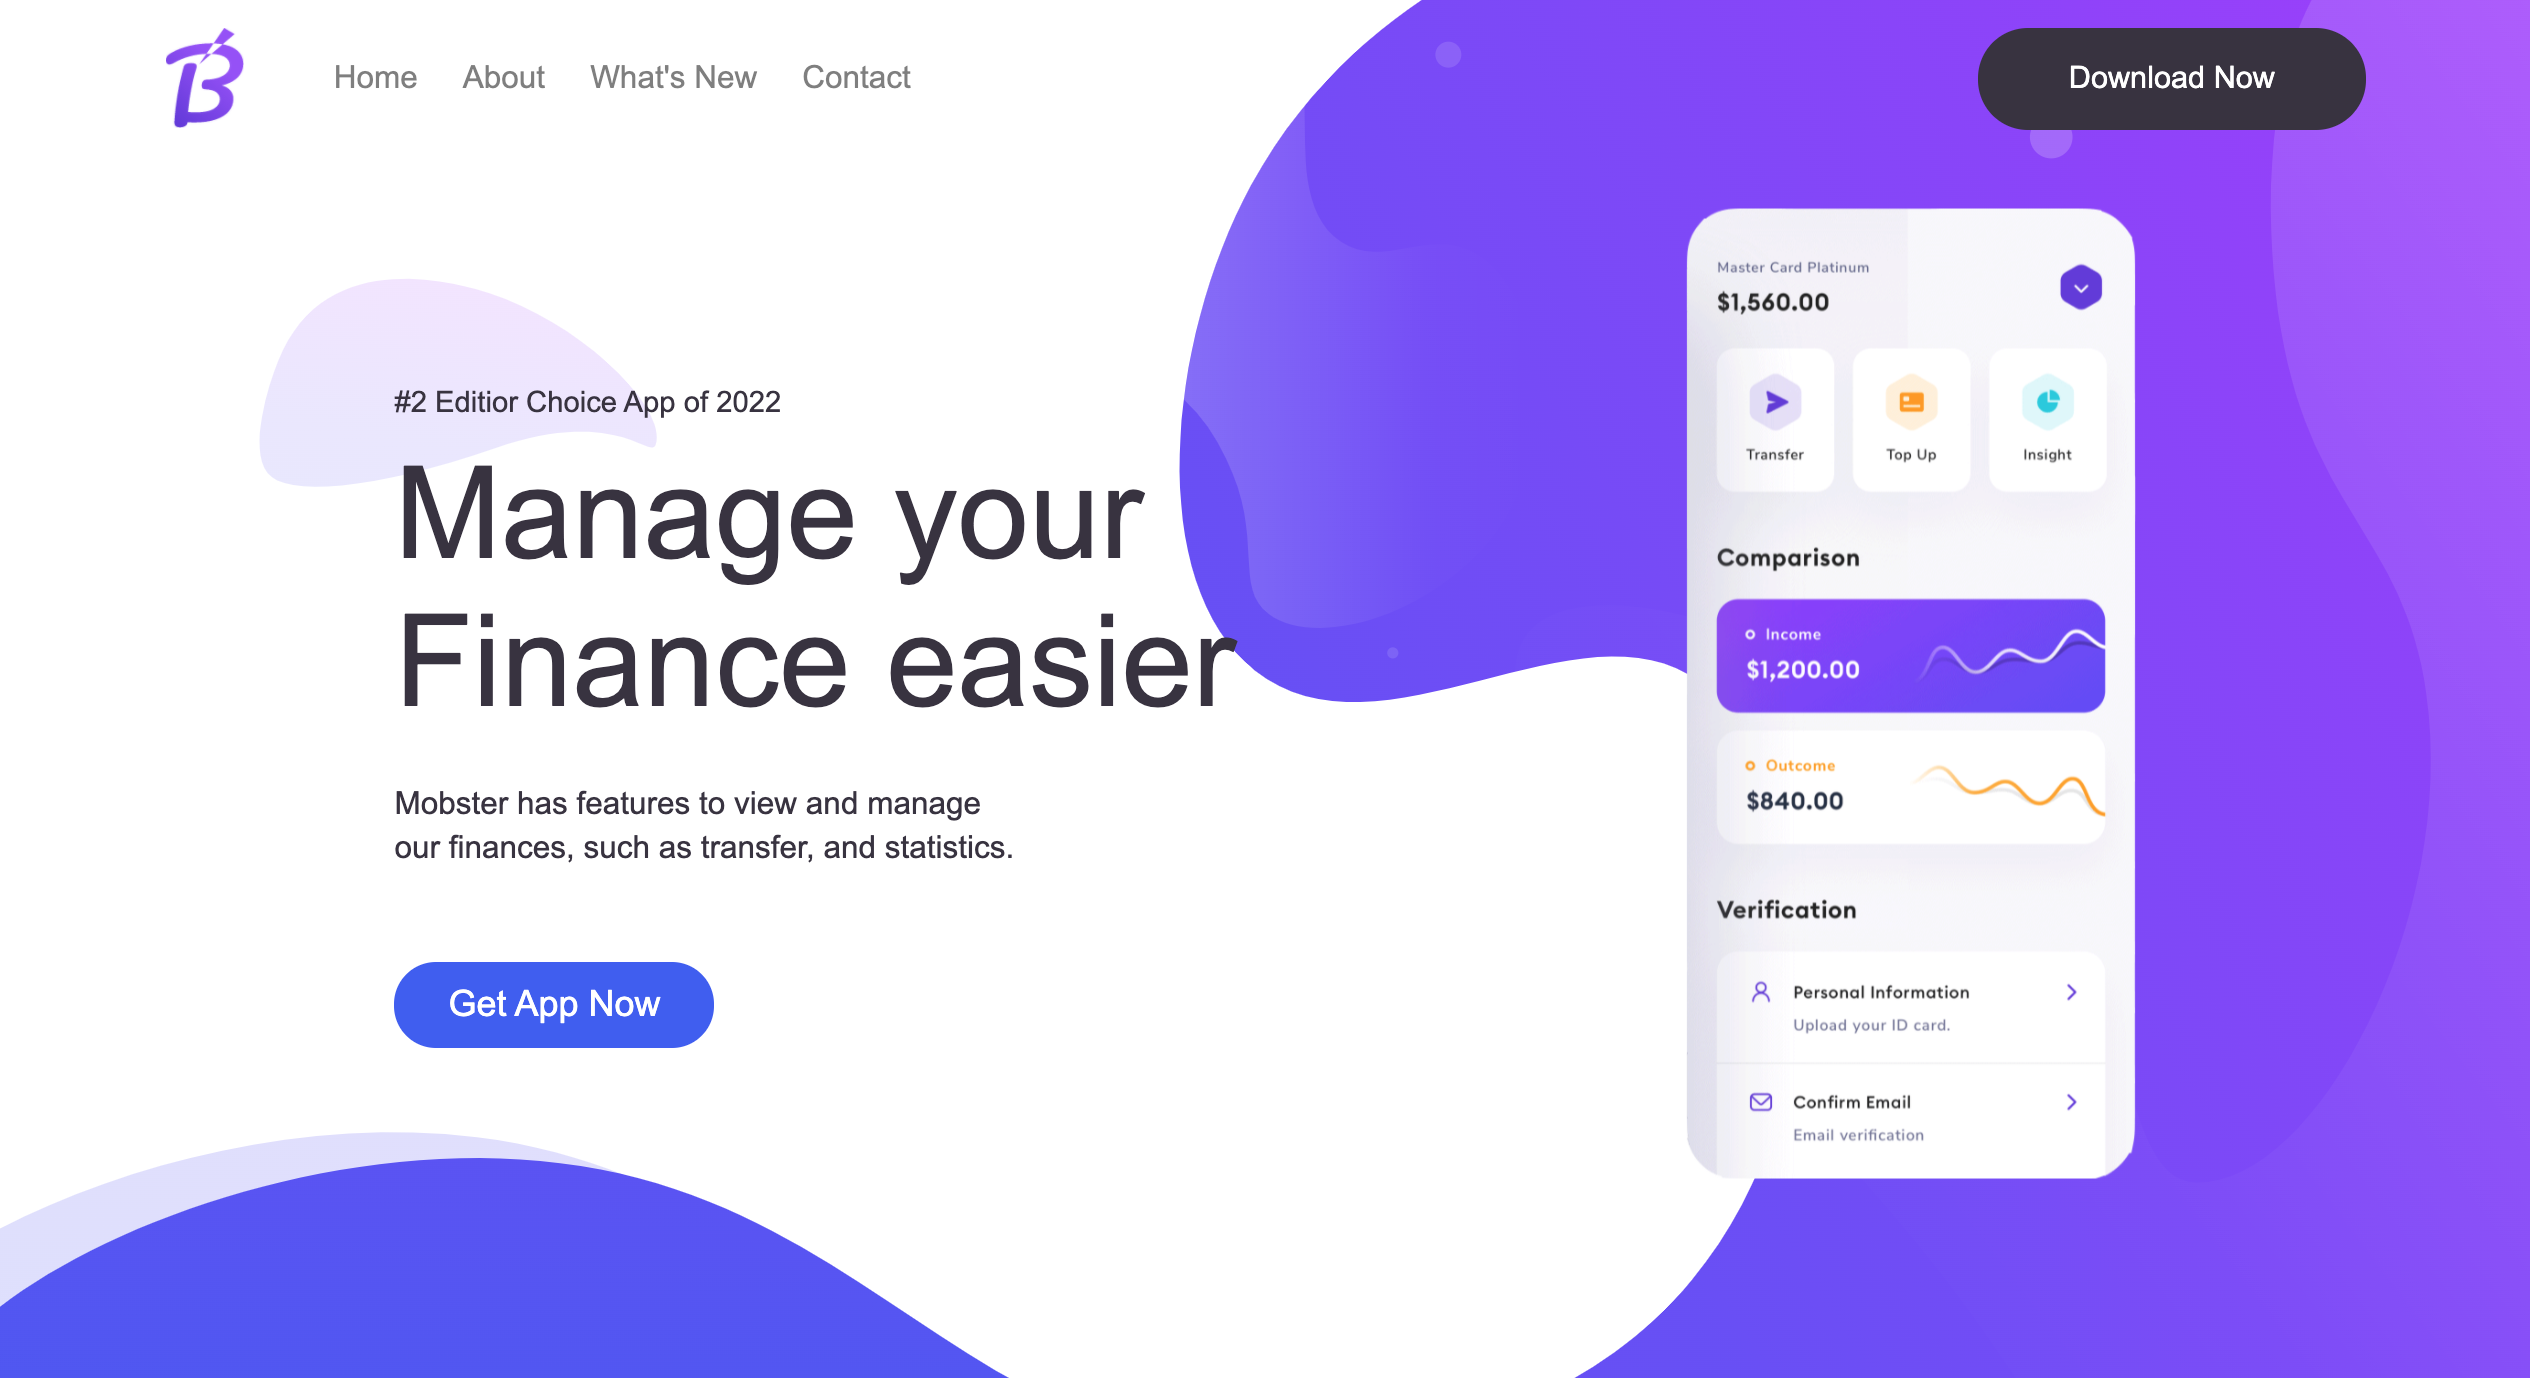 B
Home
About
What's New
Contact
Download Now
#2 Editior Choice App of 2022
Manage your
Finance easier
Mobster has features to view and manage
our finances, such as transfer, and statistics.
Get App Now
Master Card Platinum
$1,560.00
Transfer
Top Up
Insight
Comparison
Income
$1,200.00
Outcome
$840.00
Verification
Personal Information
Upload your ID card.
Confirm Email
Email verification